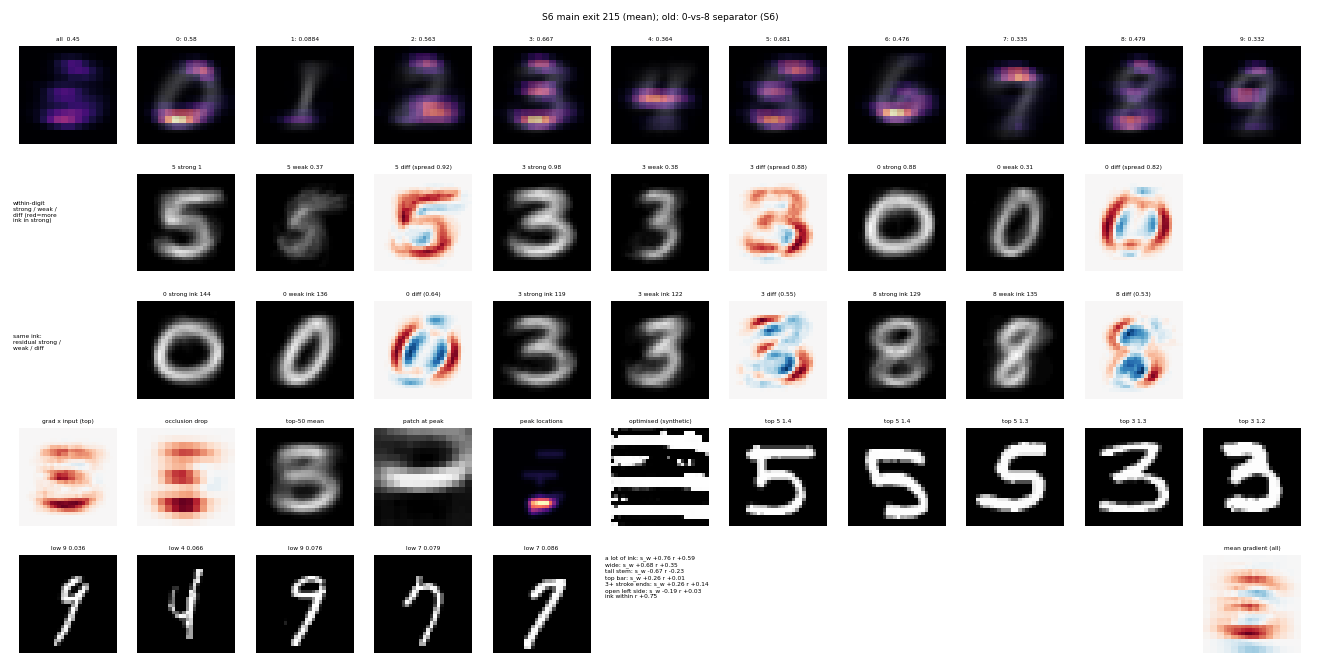 S6 main exit 215 (mean); old: 0-vs-8 separator (S6)
all 0.45
0: 0.58
1: 0.0884
2: 0.563
3: 0.667
4: 0.364
5: 0.681
6: 0.476
7: 0.335
8: 0.479
9: 0.332
within-digit
strong / weak /
diff (red=more
ink in strong)
5 strong 1
5 weak 0.37
5 diff (spread 0.92)
3 strong 0.98
3 weak 0.38
3 diff (spread 0.88)
0 strong 0.88
0 weak 0.31
0 diff (spread 0.82)
same ink:
residual strong /
weak / diff
0 strong ink 144
0 weak ink 136
0 diff (0.64)
3 strong ink 119
3 weak ink 122
3 diff (0.55)
8 strong ink 129
8 weak ink 135
8 diff (0.53)
grad x input (top)
occlusion drop
top-50 mean
patch at peak
peak locations
optimised (synthetic)
top 5 1.4
top 5 1.4
top 5 1.3
top 3 1.3
top 3 1.2
low 9 0.036
low 4 0.066
low 9 0.076
low 7 0.079
low 7 0.086
a lot of ink: s_w +0.76 r +0.59
wide: s_w +0.68 r +0.35
tall stem: s_w -0.67 r -0.23
top bar: s_w +0.26 r +0.01
3+ stroke ends: s_w +0.26 r +0.14
open left side: s_w -0.19 r +0.03
ink within r +0.75
mean gradient (all)